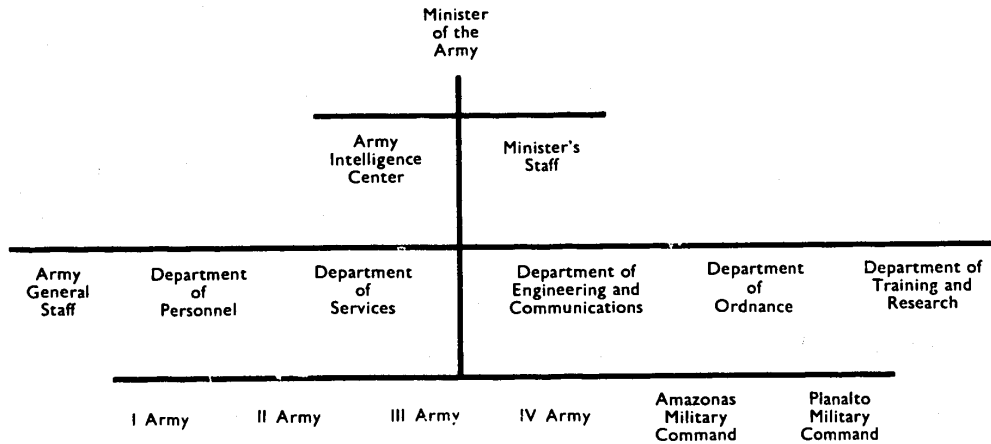 Minister
of the
Army
Army
Intelligence
Center
Minister's
Staff
Army
General
Staff
Department
of
Personnel
Department
of
Services
Department of
Engineering and
Communications
Department
of
Ordnance
Department of
Training and
Research
I Army
II Army
III Army
IV Army
Amazonas
Military
Command
Planalto
Military
Command